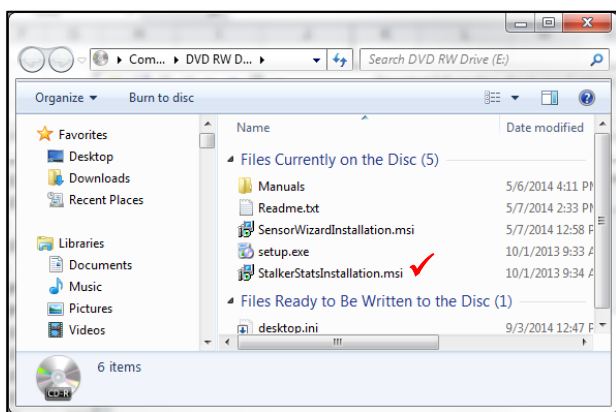 Com... DVD RW D... Search DVD RW Drive (E:)
Organize Burn to disc
Favorites
Desktop
Downloads
Recent Places
Libraries
Documents
Music
Pictures
Videos
Name Date modified
Files Currently on the Disc (5)
Manuals 5/6/2014 4:11 PM
Readme.txt 5/7/2014 2:33 PM
SensorWizardInstallation.msi 5/7/2014 12:58 P
setup.exe 10/1/2013 9:33 A
StalkerStatsInstallation.msi 10/1/2013 9:34 A
Files Ready to Be Written to the Disc (1)
desktop.ini 9/3/2014 12:47 P
6 items
CD-R